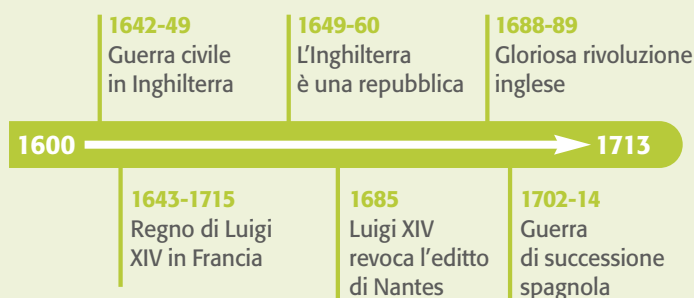 1642-49
Guerra civile
in Inghilterra
1649-60
L'Inghilterra
è una repubblica
1688-89
Gloriosa rivoluzione
inglese
1600
1713
1643-1715
Regno di Luigi
XIV in Francia
1685
Luigi XIV
revoca l'editto
di Nantes
1702-14
Guerra
di successione
spagnola